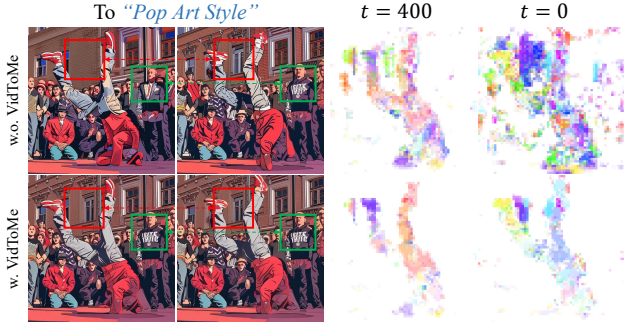 To “Pop Art Style”
t = 400
t = 0
w.o. VidToMe
w. VidToMe